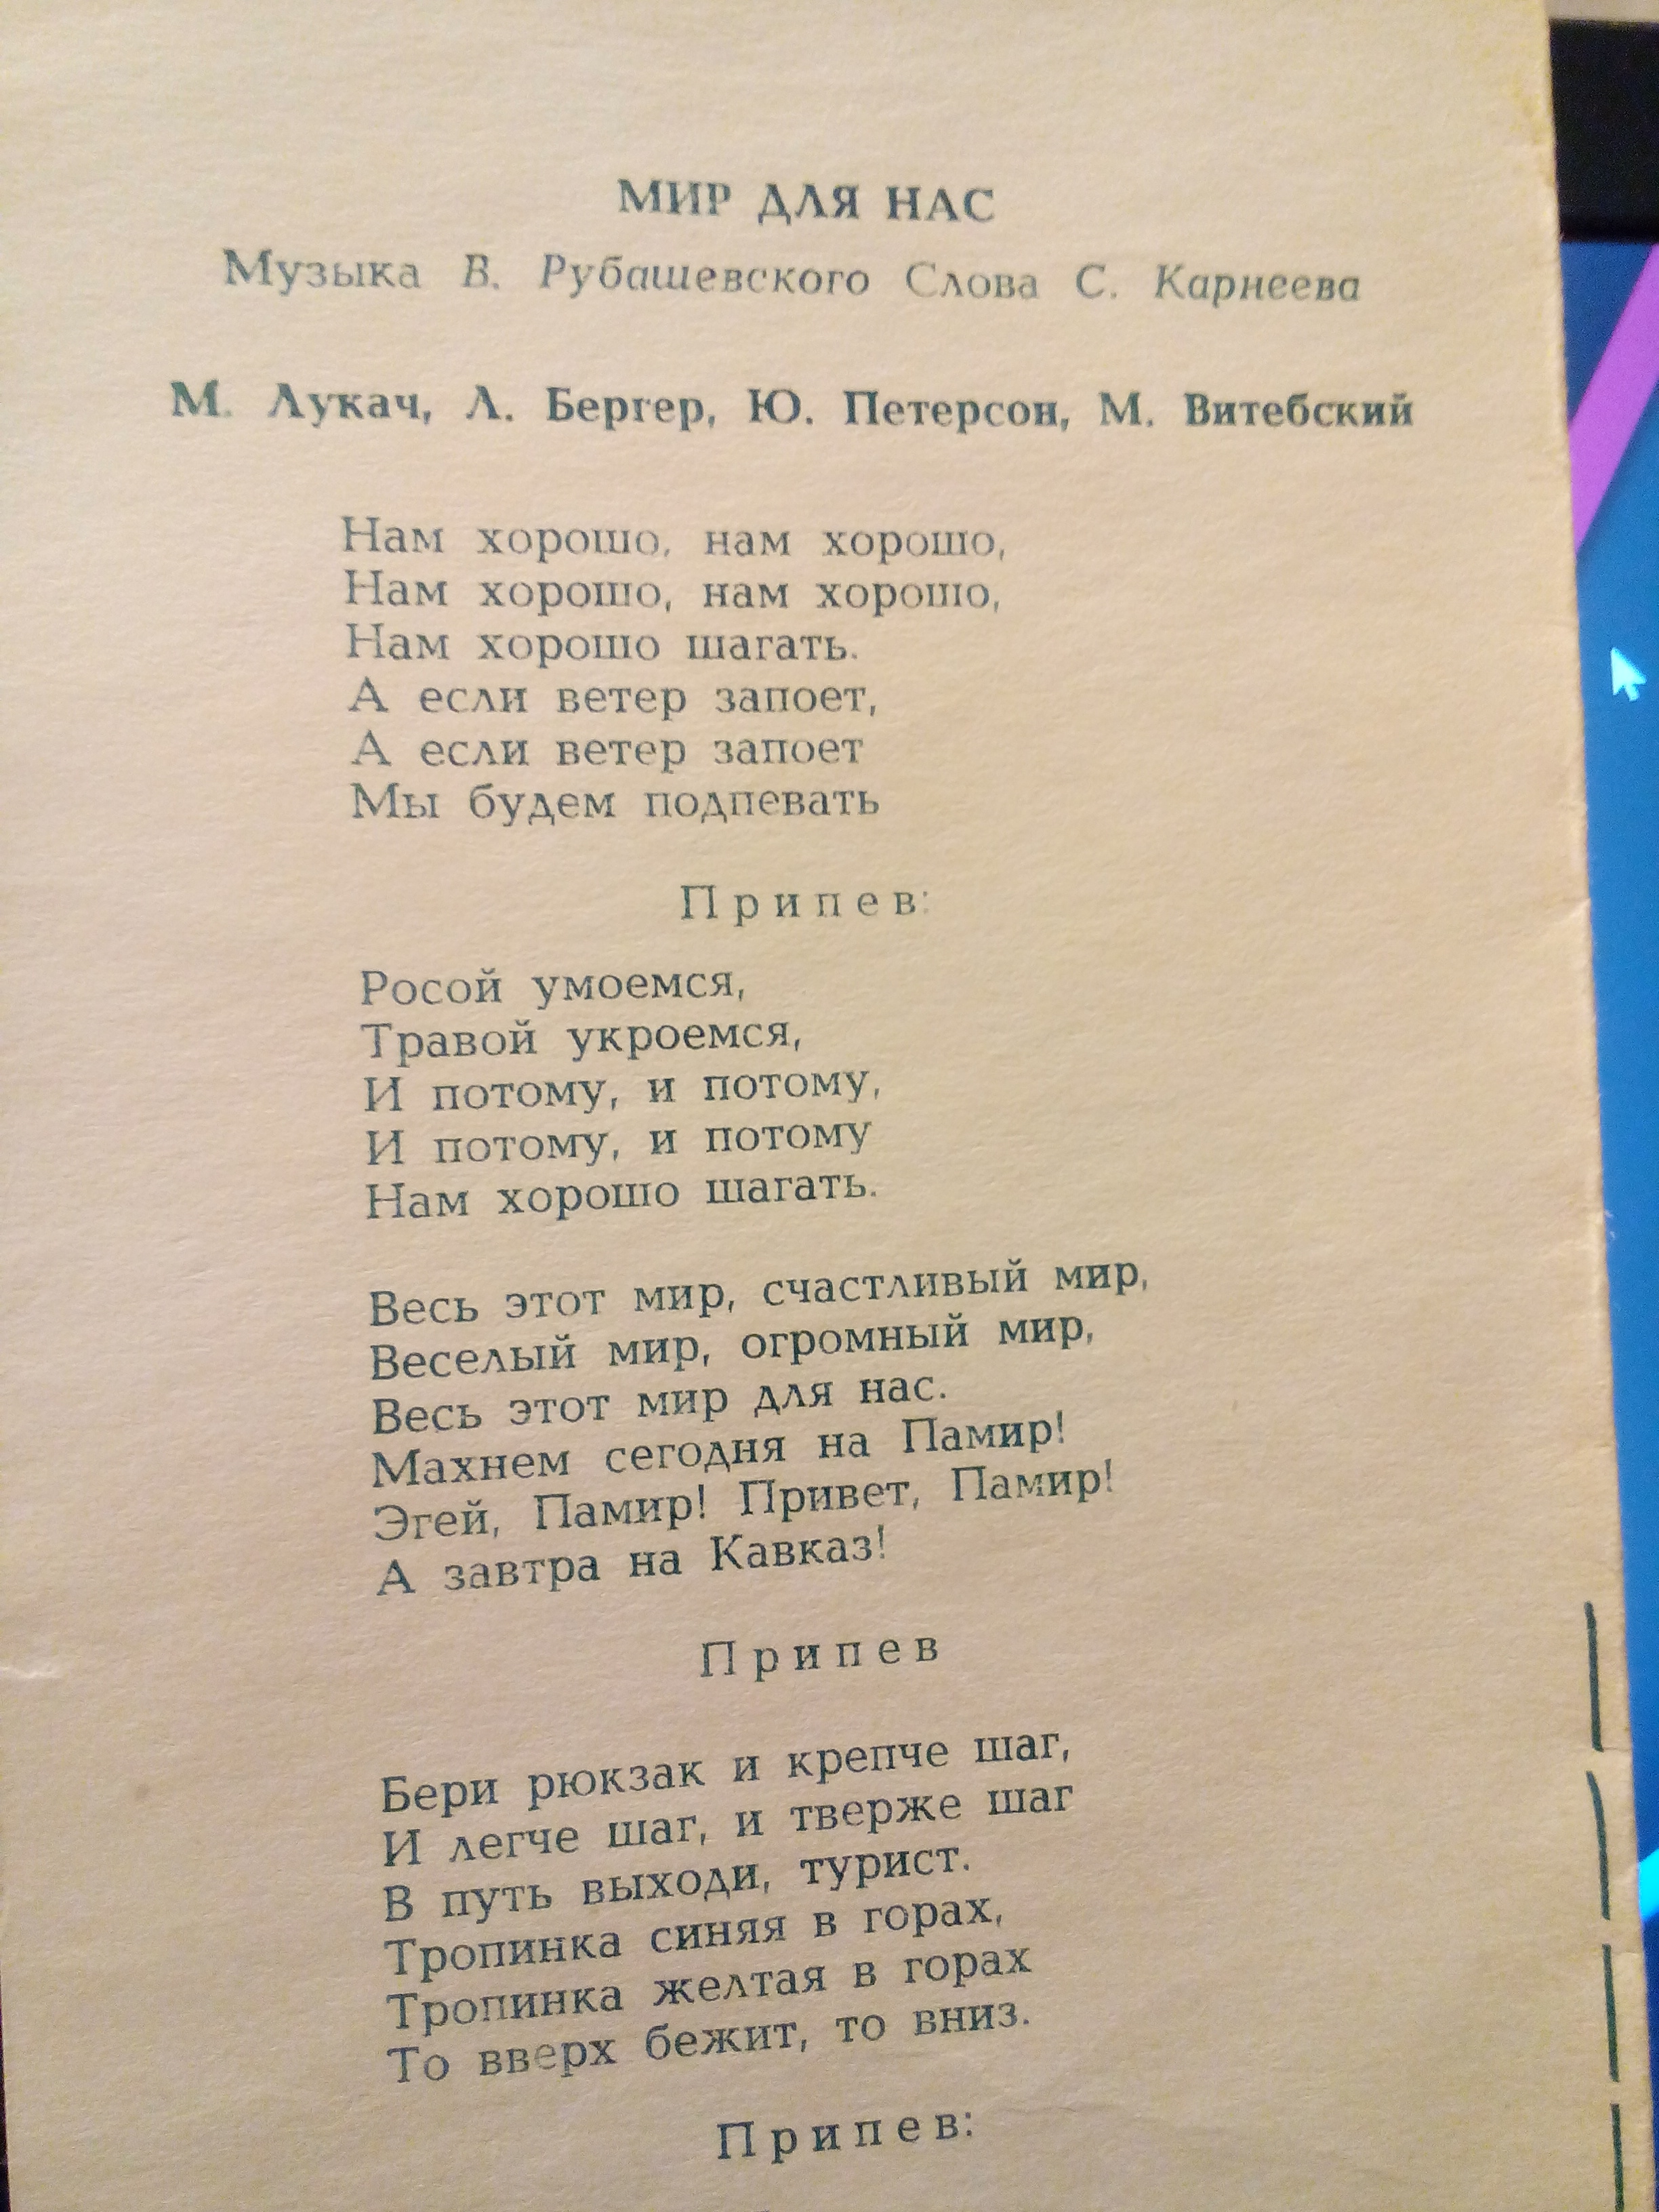 МИР ДЛЯ НАС
Музыка В. Рубашевского Слова С. Карнеева
М. Лукач, Л. Бергер, Ю. Петерсон, М. Витебский
Нам хорошо, нам хорошо,
Нам хорошо, нам хорошо,
Нам хорошо шагать.
А если ветер запоет,
А если ветер запоет
Мы будем подпевать
Припев:
Росой умоемся,
Травой укроемся,
И потому, и потому,
И потому, и потому
Нам хорошо шагать.
Весь этот мир, счастливый мир,
Веселый мир, огромный мир,
Весь этот мир для нас.
Махнем сегодня на Памир!
Эгей, Памир! Привет, Памир!
А завтра на Кавказ!
Припев
Бери рюкзак и крепче шаг,
И легче шаг, и тверже шаг
В путь выходи, турист.
Тропинка синяя в горах,
Тропинка желтая в горах
То вверх бежит, то вниз.
Припев: